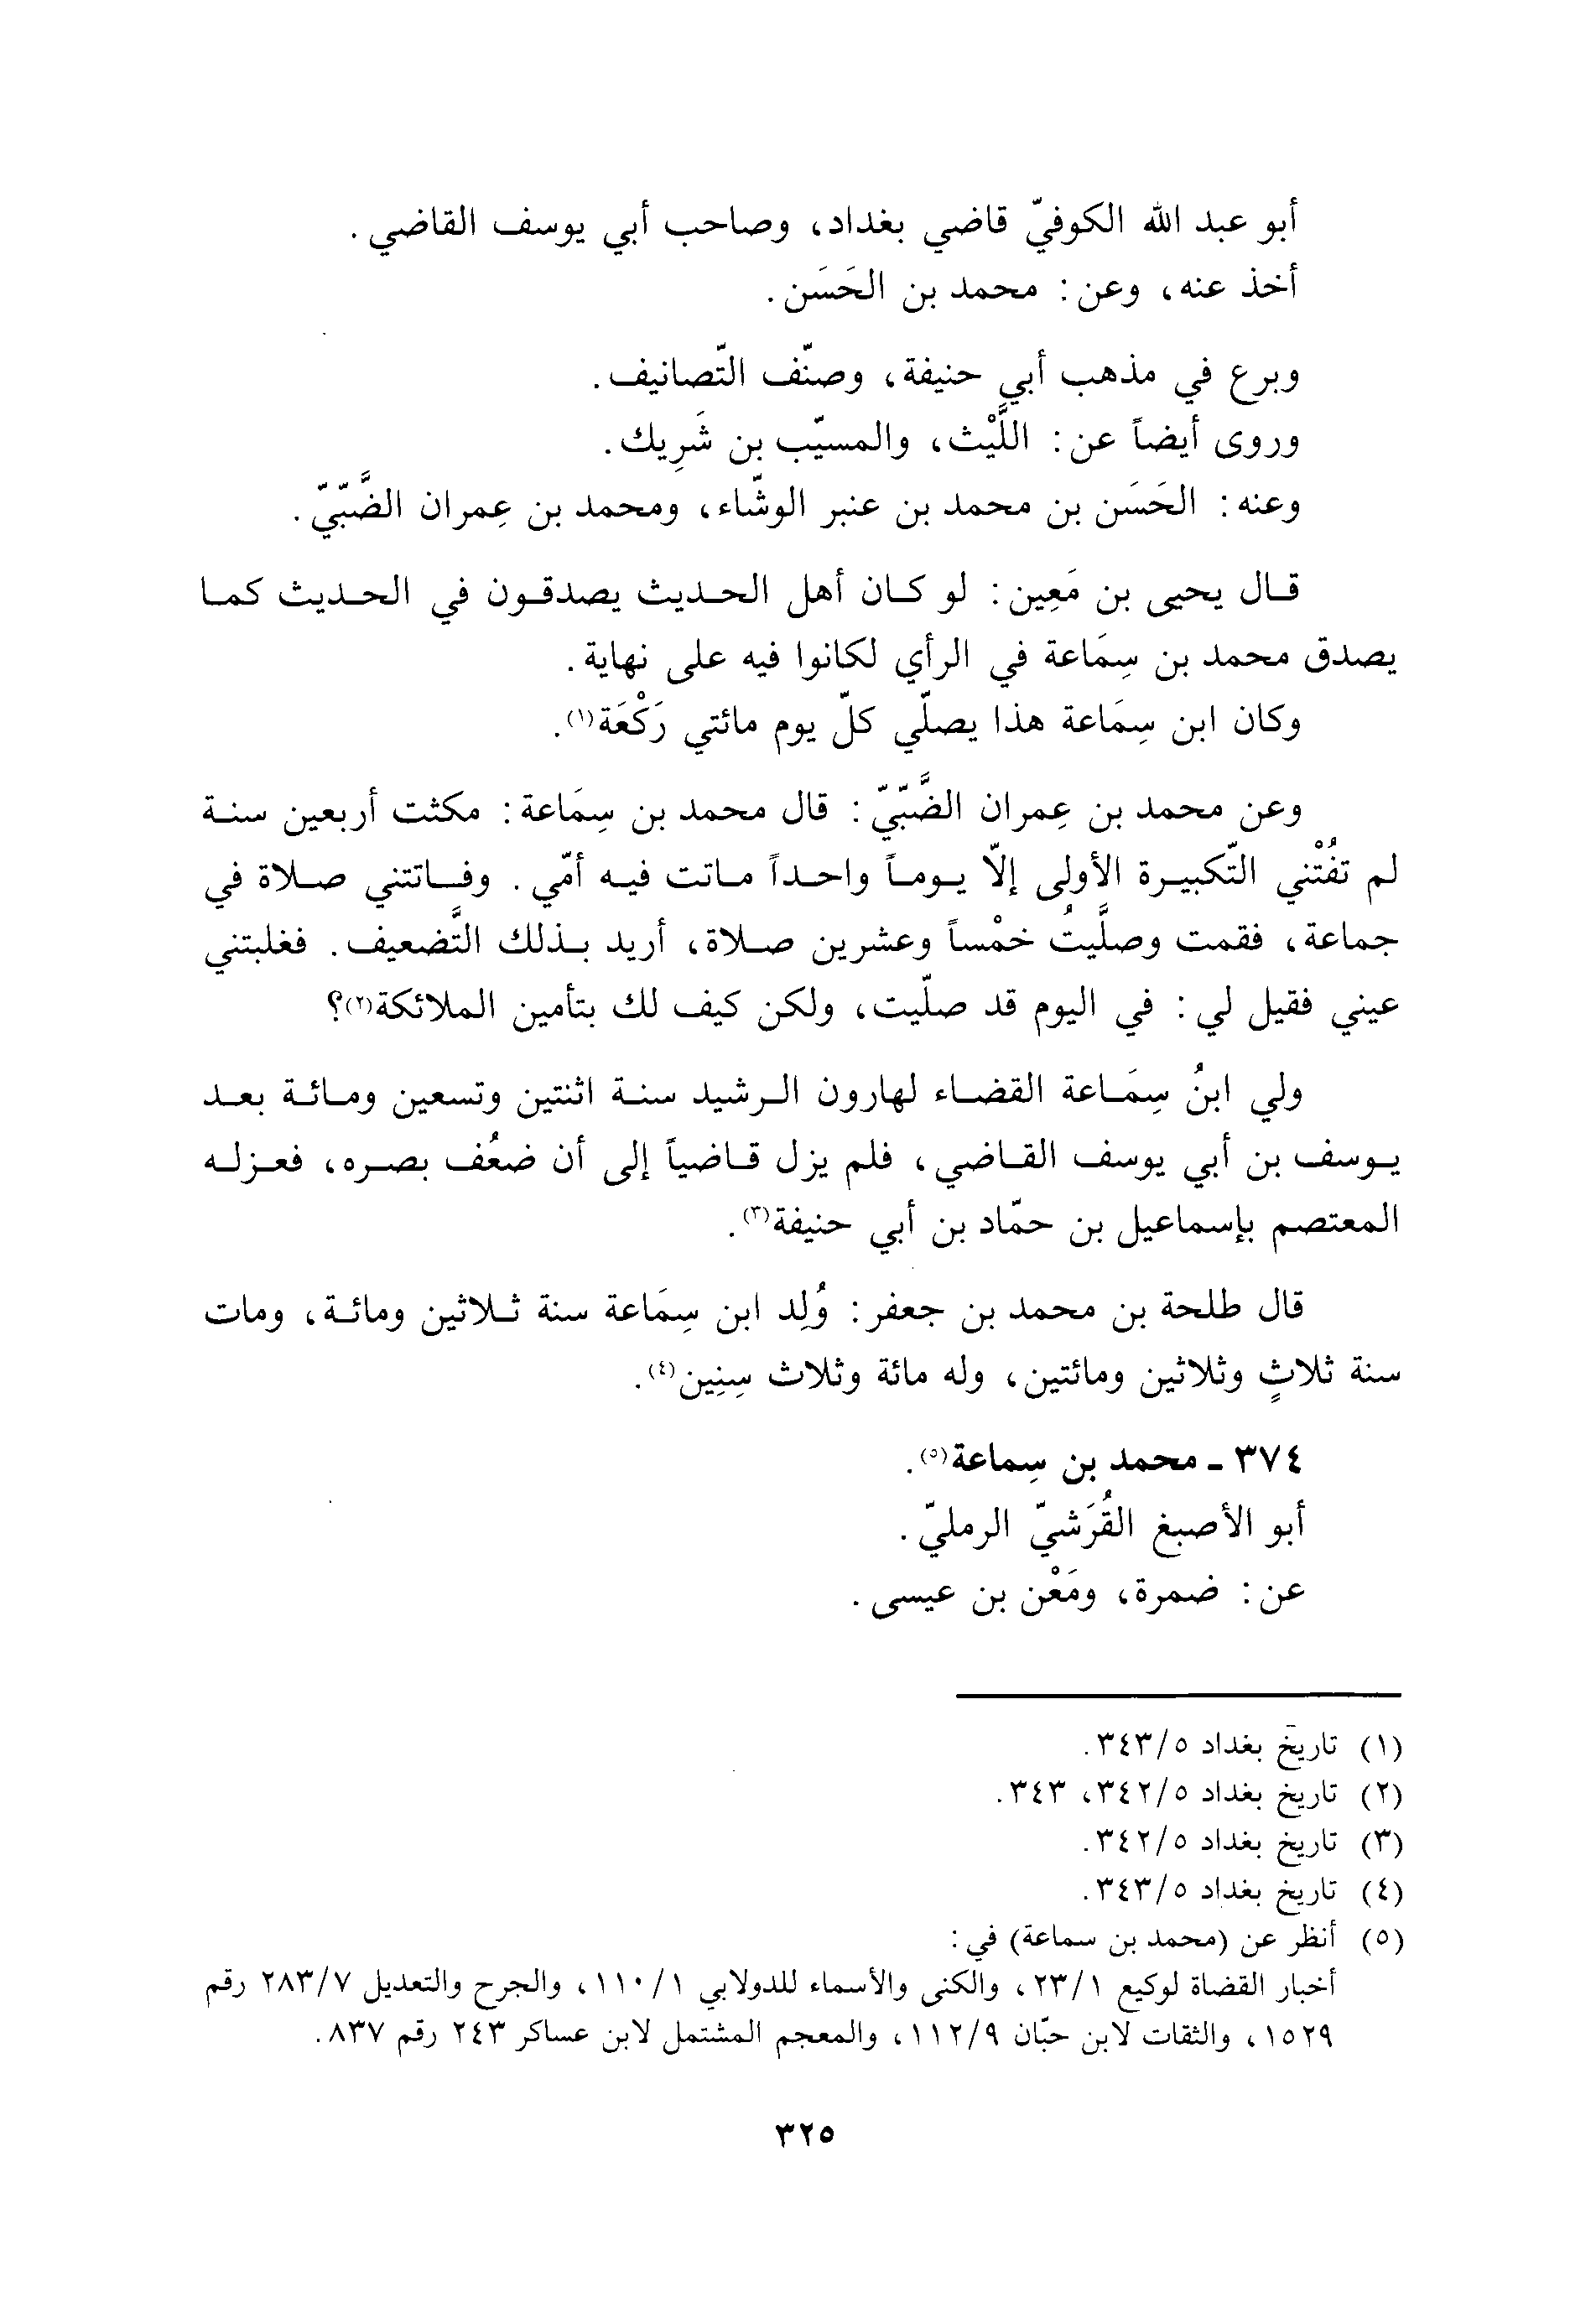 أبو عبد الله الكوفيّ قاضي بغداد، وصاحب أبي يوسف القاضي.
أخذ عنه، وعن: محمد بن الحَسَن.
وبرع في مذهب أبي حنيفة، وصنّف التّصانيف.
وروى أيضاً عن: اللَّيْث، والمسيّب بن شَرِيك.
وعنه: الحَسَن بن محمد بن عنبر الوشّاء، ومحمد بن عِمران الضَّبّيّ.
قال يحيى بن مَعِين: لو كان أهل الحديث يصدقون في الحديث كما
يصدق محمد بن سِمَاعة في الرأي لكانوا فيه على نهاية.
وكان ابن سِمَاعة هذا يصلّي كلّ يوم مائتي رَكْعَة(١).
وعن محمد بن عِمران الضَّبّيّ: قال محمد بن سِمَاعة: مكثت أربعين سنة
لم تفُتْني التّكبيرة الأولى إلاّ يوماً واحداً ماتت فيه أمّي. وفاتتني صلاة في
جماعة، فقمت وصلَّيتُ خمْساً وعشرين صلاة، أريد بذلك التَّضعيف. فغلبتني
عيني فقيل لي: في اليوم قد صلّيت، ولكن كيف لك بتأمين الملائكة(٢)؟
ولي ابنُ سِمَاعة القضاء لهارون الرشيد سنة اثنتين وتسعين ومائة بعد
يوسف بن أبي يوسف القاضي، فلم يزل قاضياً إلى أن ضعُف بصره، فعزله
المعتصم بإسماعيل بن حمّاد بن أبي حنيفة(٣).
قال طلحة بن محمد بن جعفر: وُلِد ابن سِمَاعة سنة ثلاثين ومائة، ومات
سنة ثلاثٍ وثلاثين ومائتين، وله مائة وثلاث سِنِين(٤).
٣٧٤ - محمد بن سِماعة(٥).
أبو الأصبغ القُرَشيّ الرمليّ.
عن: ضمرة، ومَعْن بن عيسى.
(١) تاريخ بغداد ٣٤٣/٥.
(٢) تاريخ بغداد ٣٤٢/٥، ٣٤٣.
(٣) تاريخ بغداد ٣٤٢/٥.
(٤) تاريخ بغداد ٣٤٣/٥.
(٥) أنظر عن (محمد بن سماعة) في:
أخبار القضاة لوكيع ٢٣/١، والكنى والأسماء للدولابي ١١٠/١، والجرح والتعديل ٢٨٣/٧ رقم
١٥٢٩، والثقات لابن حبّان ١١٢/٩، والمعجم المشتمل لابن عساكر ٢٤٣ رقم ٨٣٧.
٣٢٥